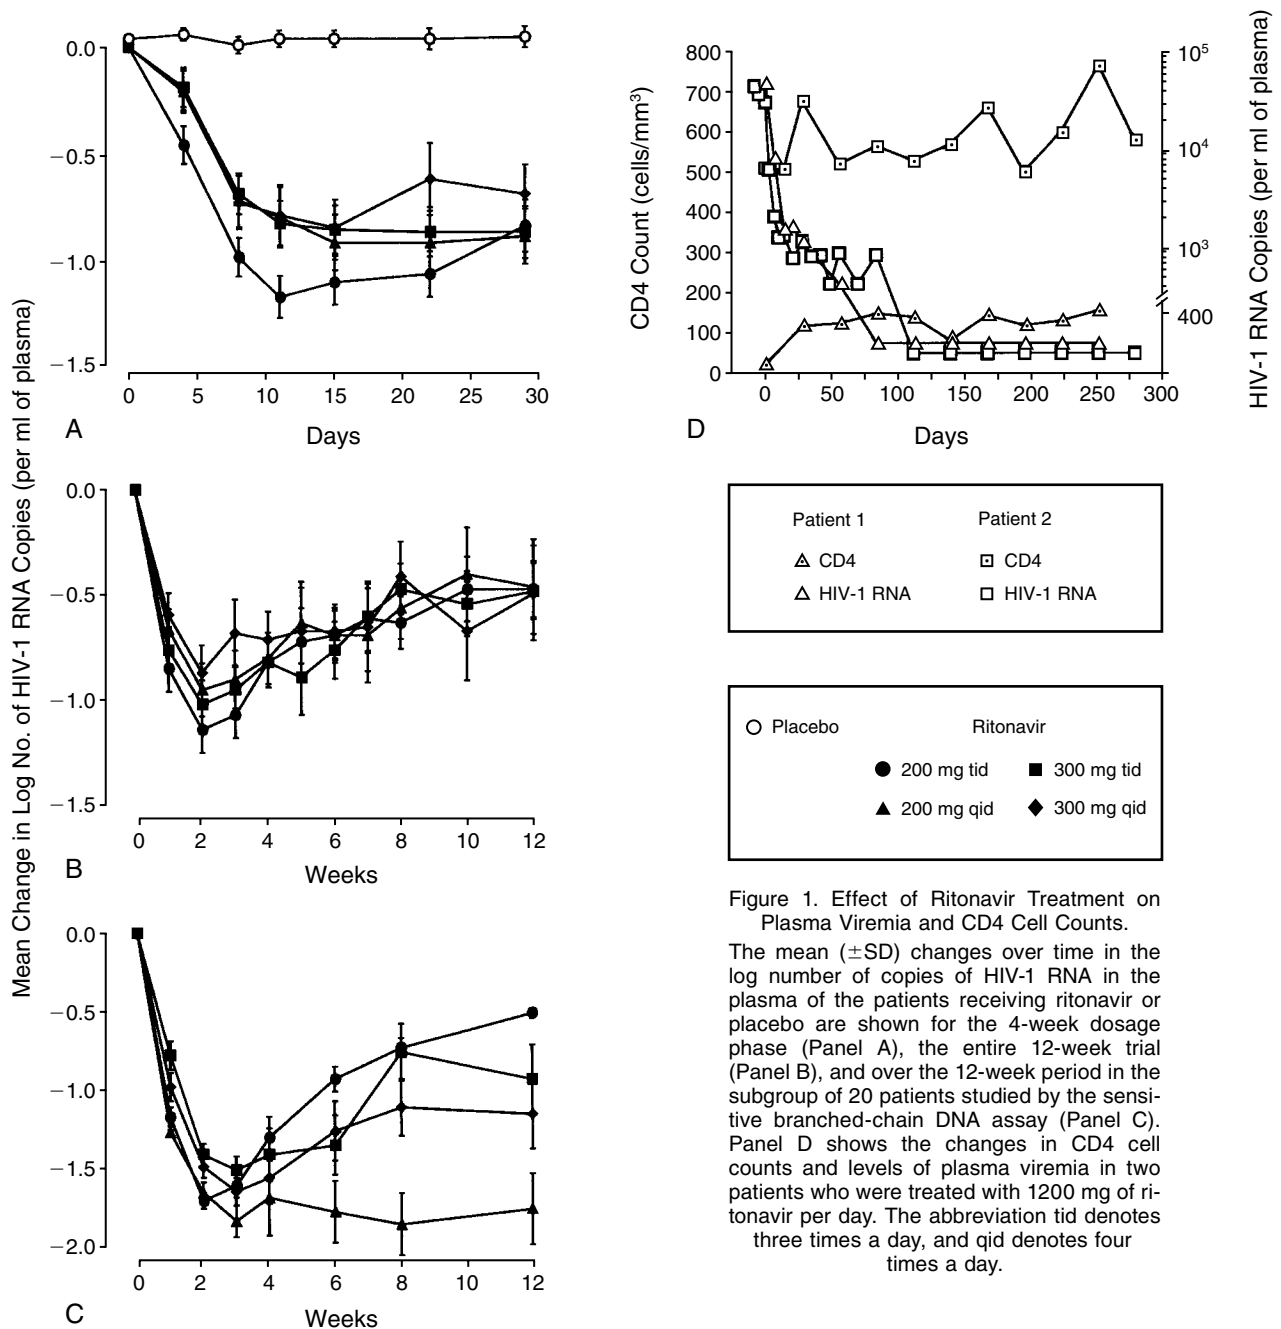 Mean Change in Log No. of HIV-1 RNA Copies (per ml of plasma)
0.0
−0.5
−1.0
−1.5
0 5 10 15 20 25 30
A
Days
0.0
−0.5
−1.0
−1.5
0 2 4 6 8 10 12
B
Weeks
0.0
−0.5
−1.0
−1.5
−2.0
0 2 4 6 8 10 12
C
Weeks
CD4 Count (cells/mm³)
800
700
600
500
400
300
200
100
0
HIV-1 RNA Copies (per ml of plasma)
10⁵
10⁴
10³
400
0 50 100 150 200 250 300
D
Days
Patient 1 Patient 2
CD4 CD4
HIV-1 RNA HIV-1 RNA
Placebo Ritonavir
200 mg tid 300 mg tid
200 mg qid 300 mg qid
Figure 1. Effect of Ritonavir Treatment on
Plasma Viremia and CD4 Cell Counts.
The mean (±SD) changes over time in the
log number of copies of HIV-1 RNA in the
plasma of the patients receiving ritonavir or
placebo are shown for the 4-week dosage
phase (Panel A), the entire 12-week trial
(Panel B), and over the 12-week period in the
subgroup of 20 patients studied by the sensi-
tive branched-chain DNA assay (Panel C).
Panel D shows the changes in CD4 cell
counts and levels of plasma viremia in two
patients who were treated with 1200 mg of ri-
tonavir per day. The abbreviation tid denotes
three times a day, and qid denotes four
times a day.